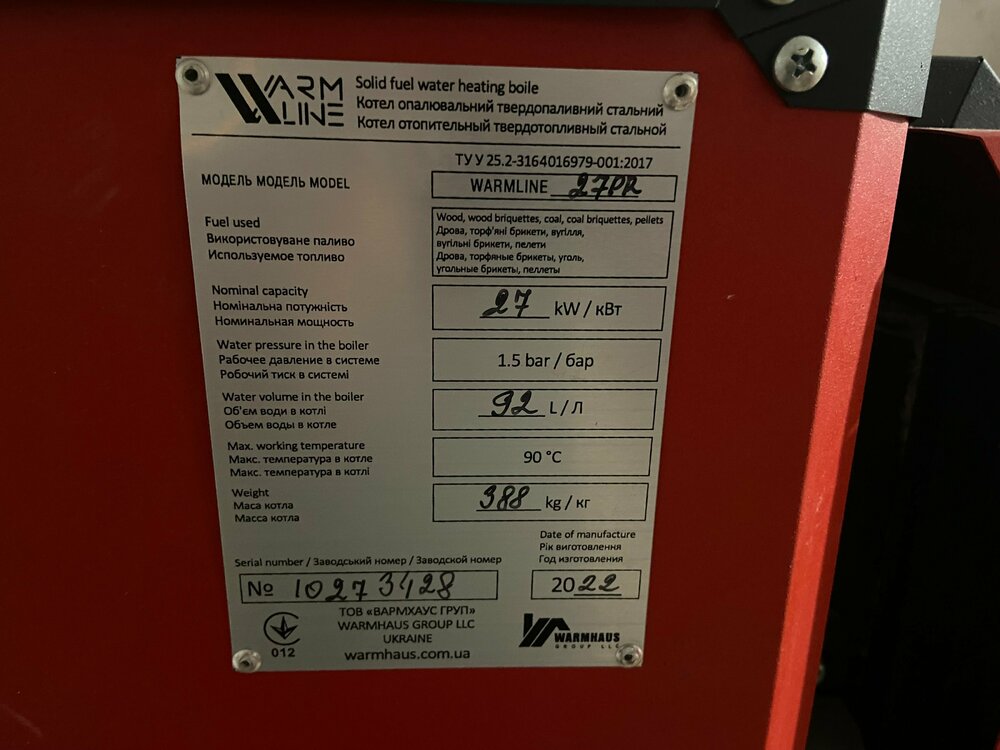 WARM LINE
Solid fuel water heating boile
Котел опалювальний твердопаливний стальний
Котел отопительный твердотопливный стальной
ТУ У 25.2-3164016979-001:2017
МОДЕЛЬ МОДЕЛЬ MODEL
WARMLINE 27PR
Fuel used
Використовуване паливо
Используемое топливо
Wood, wood briquettes, coal, coal briquettes, pellets
Дрова, торф'яні брикети, вугілля,
вугільні брикети, пелети
Дрова, торфяные брикеты, уголь,
угольные брикеты, пеллеты
Nominal capacity
Номінальна потужність
Номинальная мощность
27 kW / кВт
Water pressure in the boiler
Рабочее давление в системе
Робочий тиск в системі
1.5 bar / бар
Water volume in the boiler
Об'єм води в котлі
Объем воды в котле
92 L / Л
Max. working temperature
Макс. температура в котле
Макс. температура в котлі
90 °C
Weight
Маса котла
Масса котла
388 kg / кг
Date of manufacture
Рік виготовлення
Год изготовления
2022
Serial number / Заводський номер / Заводской номер
№ 10273428
012
ТОВ «ВАРМХАУС ГРУП»
WARMHAUS GROUP LLC
UKRAINE
warmhaus.com.ua
WARMHAUS
GROUP LLC